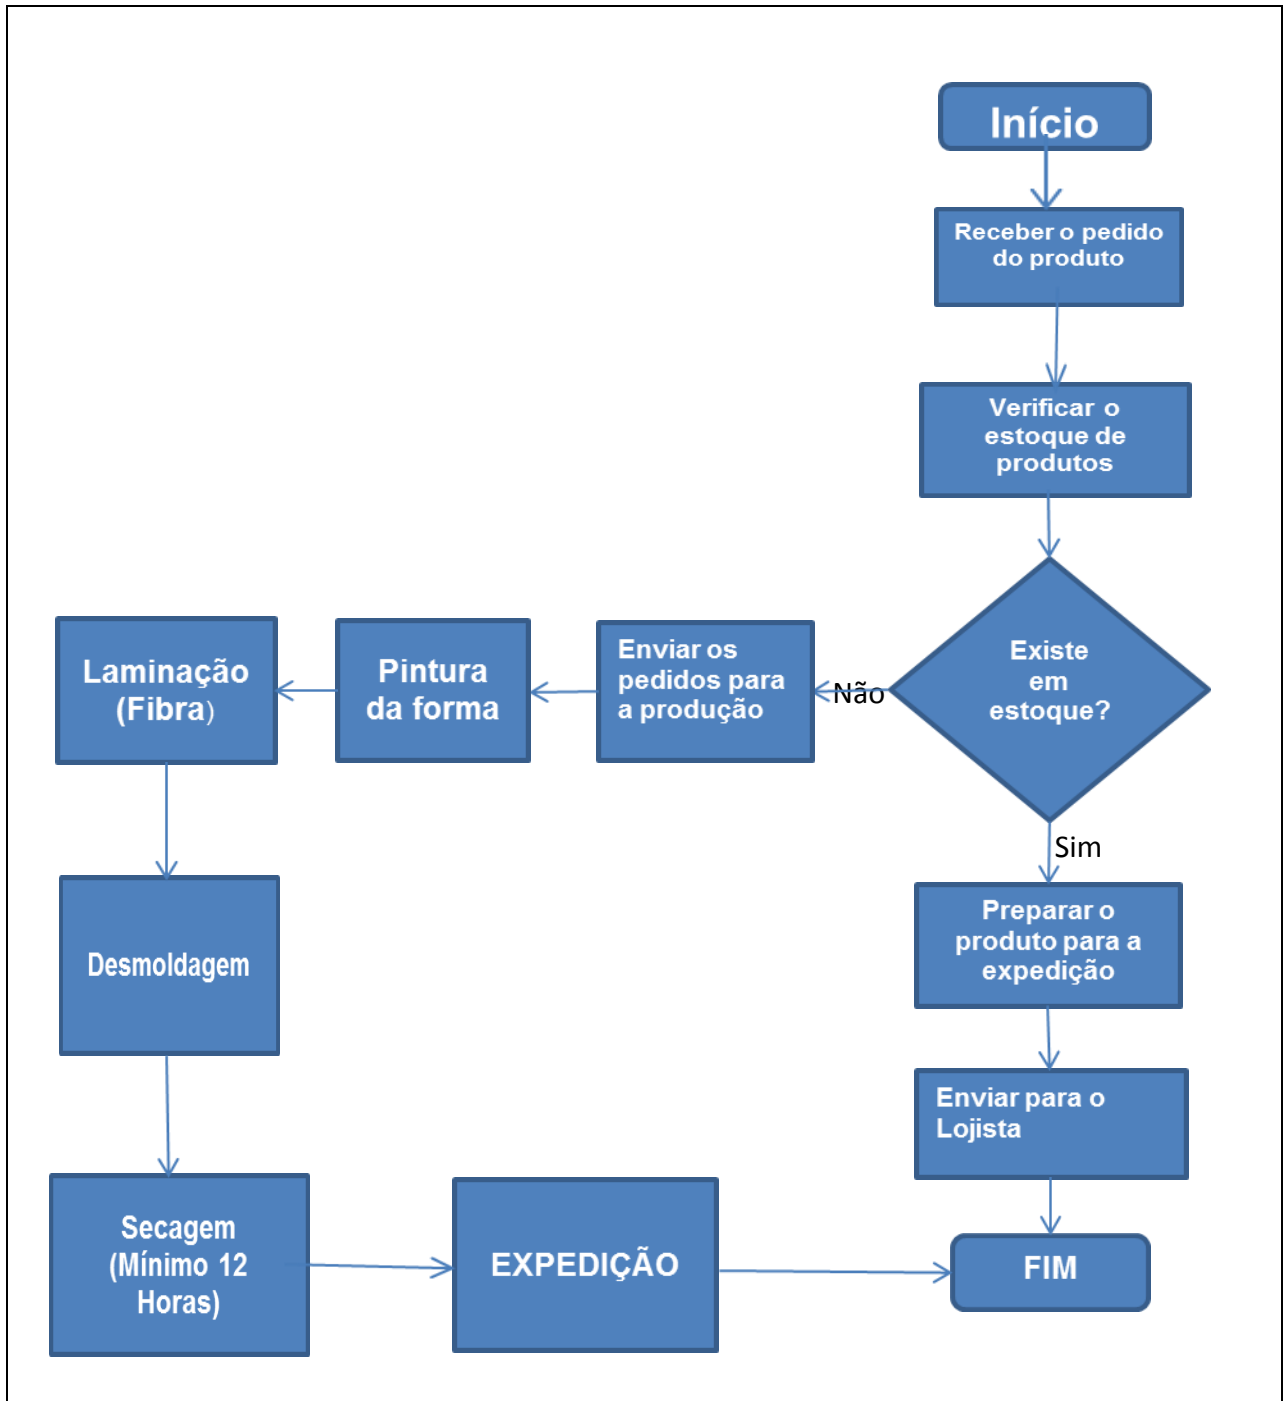 Início
Receber o pedido
do produto
Verificar o
estoque de
produtos
Existe
em
estoque?
Não
Enviar os
pedidos para
a produção
Pintura
da forma
Laminação
(Fibra)
Desmoldagem
Secagem
(Mínimo 12
Horas)
EXPEDIÇÃO
Sim
Preparar o
produto para a
expedição
Enviar para o
Lojista
FIM